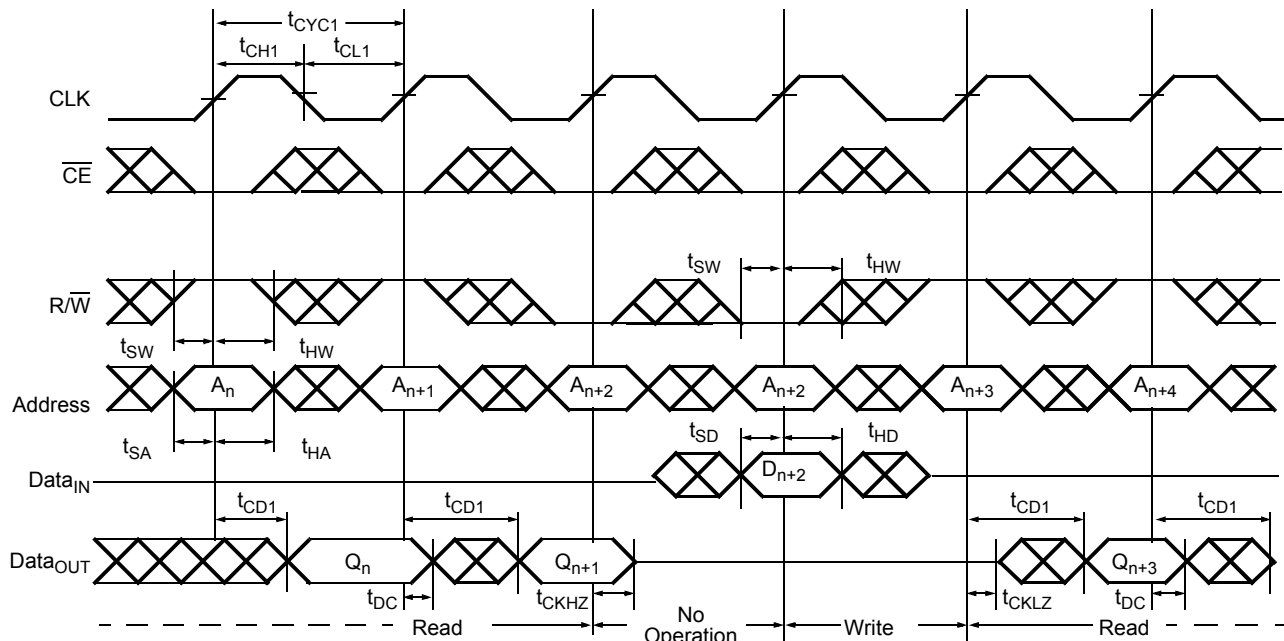 tCYC1
tCH1 tCL1
CLK
CE
tSW tHW
R/W
tSW tHW
An An+1 An+2 An+2 An+3 An+4
Address
tSA tHA tSD tHD
Dn+2
DataIN
tCD1 tCD1 tCD1 tCD1
DataOUT
Qn Qn+1 Qn+3
tDC tCKHZ tCKLZ tDC
Read No Operation Write Read